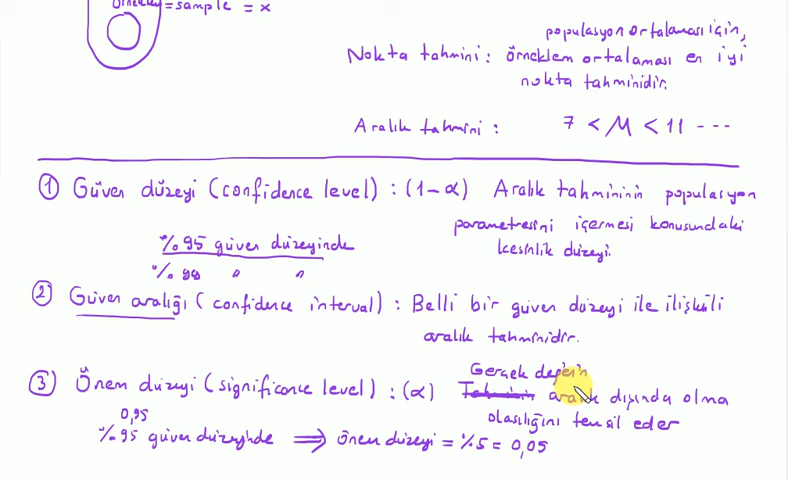 =sample = x
populasyon ortalaması için,
Nokta tahmini: örneklem ortalaması en iyi
nokta tahminidir.
Aralık tahmini: 7 < M < 11 ---
① Güven düzeyi (confidence level) : (1-α) Aralık tahmininin populasyon
parametresini içermesi konusundaki
%95 güven düzeyinde kesinlik düzeyi.
② Güven aralığı (confidence interval) : Belli bir güven düzeyi ile ilişkili
aralık tahminidir.
Gerçek değerin
③ Önem düzeyi (significance level) : (α) aralık dışında olma
0,95 olasılığını temsil eder
%95 güven düzeyinde ⟹ önem düzeyi = %5 = 0,05